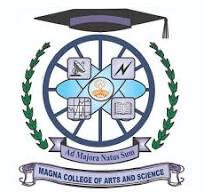 Ad Majora Natus Sum
MAGNA COLLEGE OF ARTS AND SCIENCE